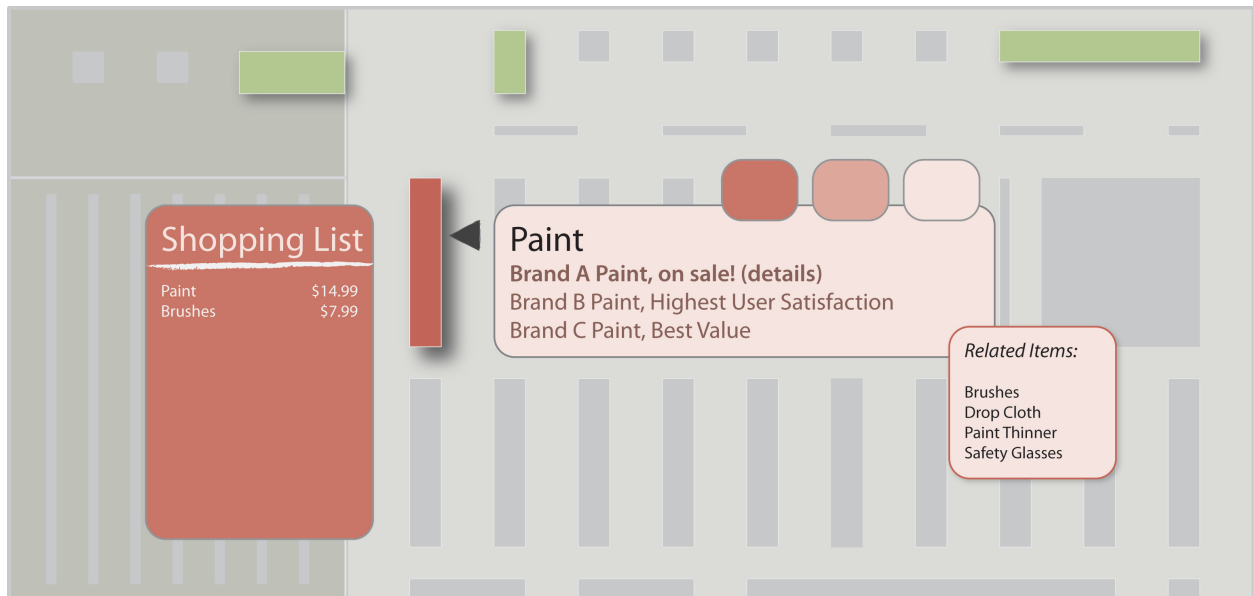 Shopping List
Paint $14.99
Brushes $7.99
Paint
Brand A Paint, on sale! (details)
Brand B Paint, Highest User Satisfaction
Brand C Paint, Best Value
Related Items:
Brushes
Drop Cloth
Paint Thinner
Safety Glasses